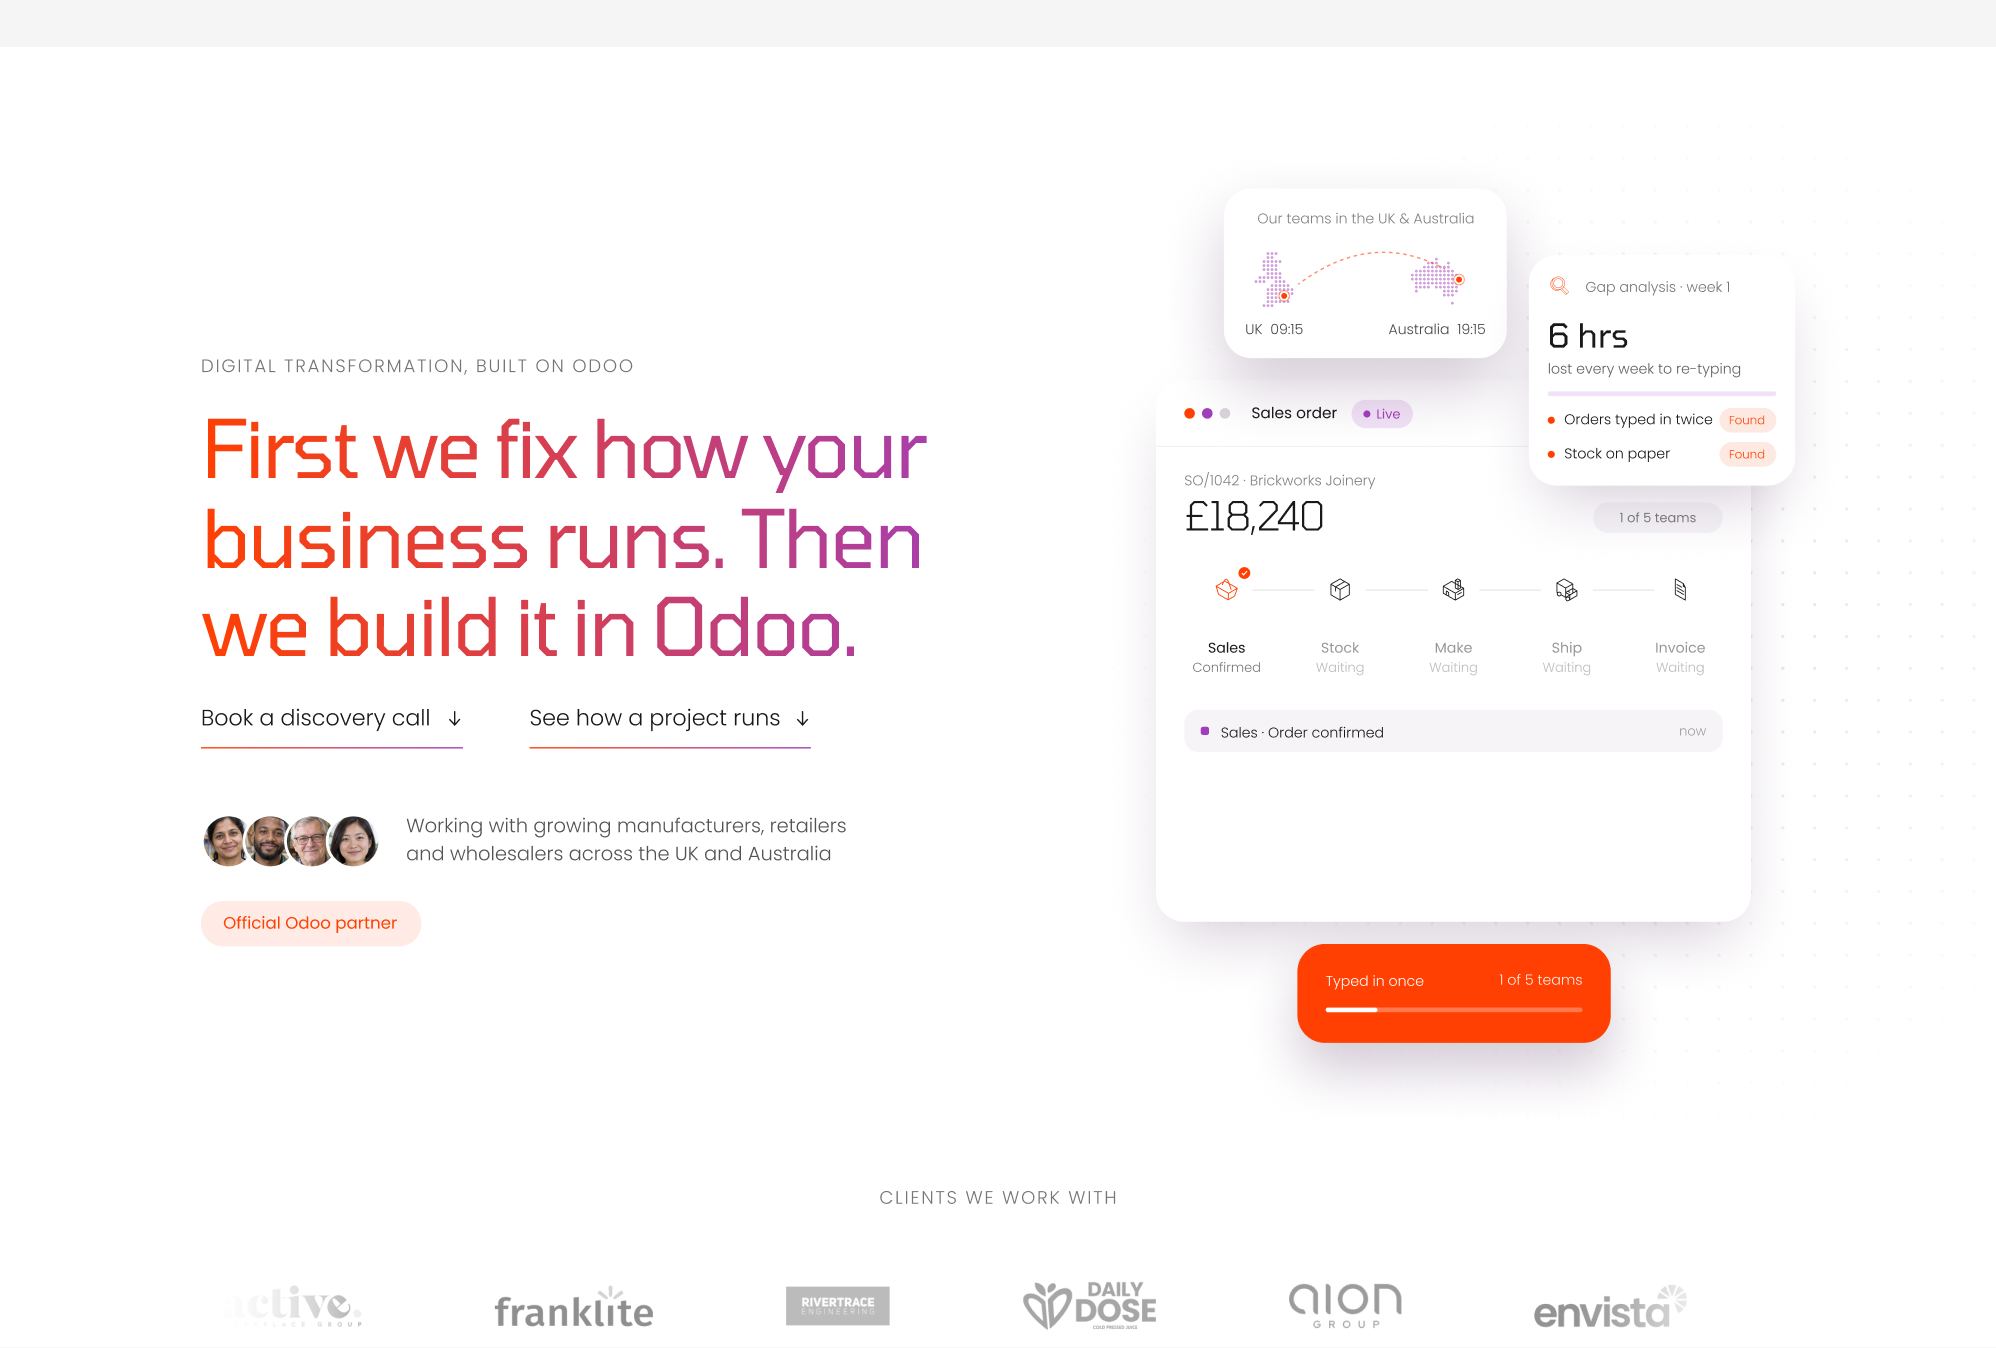 DIGITAL TRANSFORMATION, BUILT ON ODOO
First we fix how your
business runs. Then
we build it in Odoo.
Book a discovery call ↓
See how a project runs ↓
Working with growing manufacturers, retailers
and wholesalers across the UK and Australia
Official Odoo partner
Our teams in the UK & Australia
UK 09:15
Australia 19:15
Gap analysis · week 1
6 hrs
lost every week to re-typing
Orders typed in twice Found
Stock on paper Found
Sales order Live
SO/1042 · Brickworks Joinery
£18,240
1 of 5 teams
Sales Stock Make Ship Invoice
Confirmed Waiting Waiting Waiting Waiting
Sales · Order confirmed now
Typed in once 1 of 5 teams
CLIENTS WE WORK WITH
active.
GROUP
franklite
RIVERTRACE
ENGINEERING
DAILY
DOSE
COLD PRESSED JUICE
aion
GROUP
envista